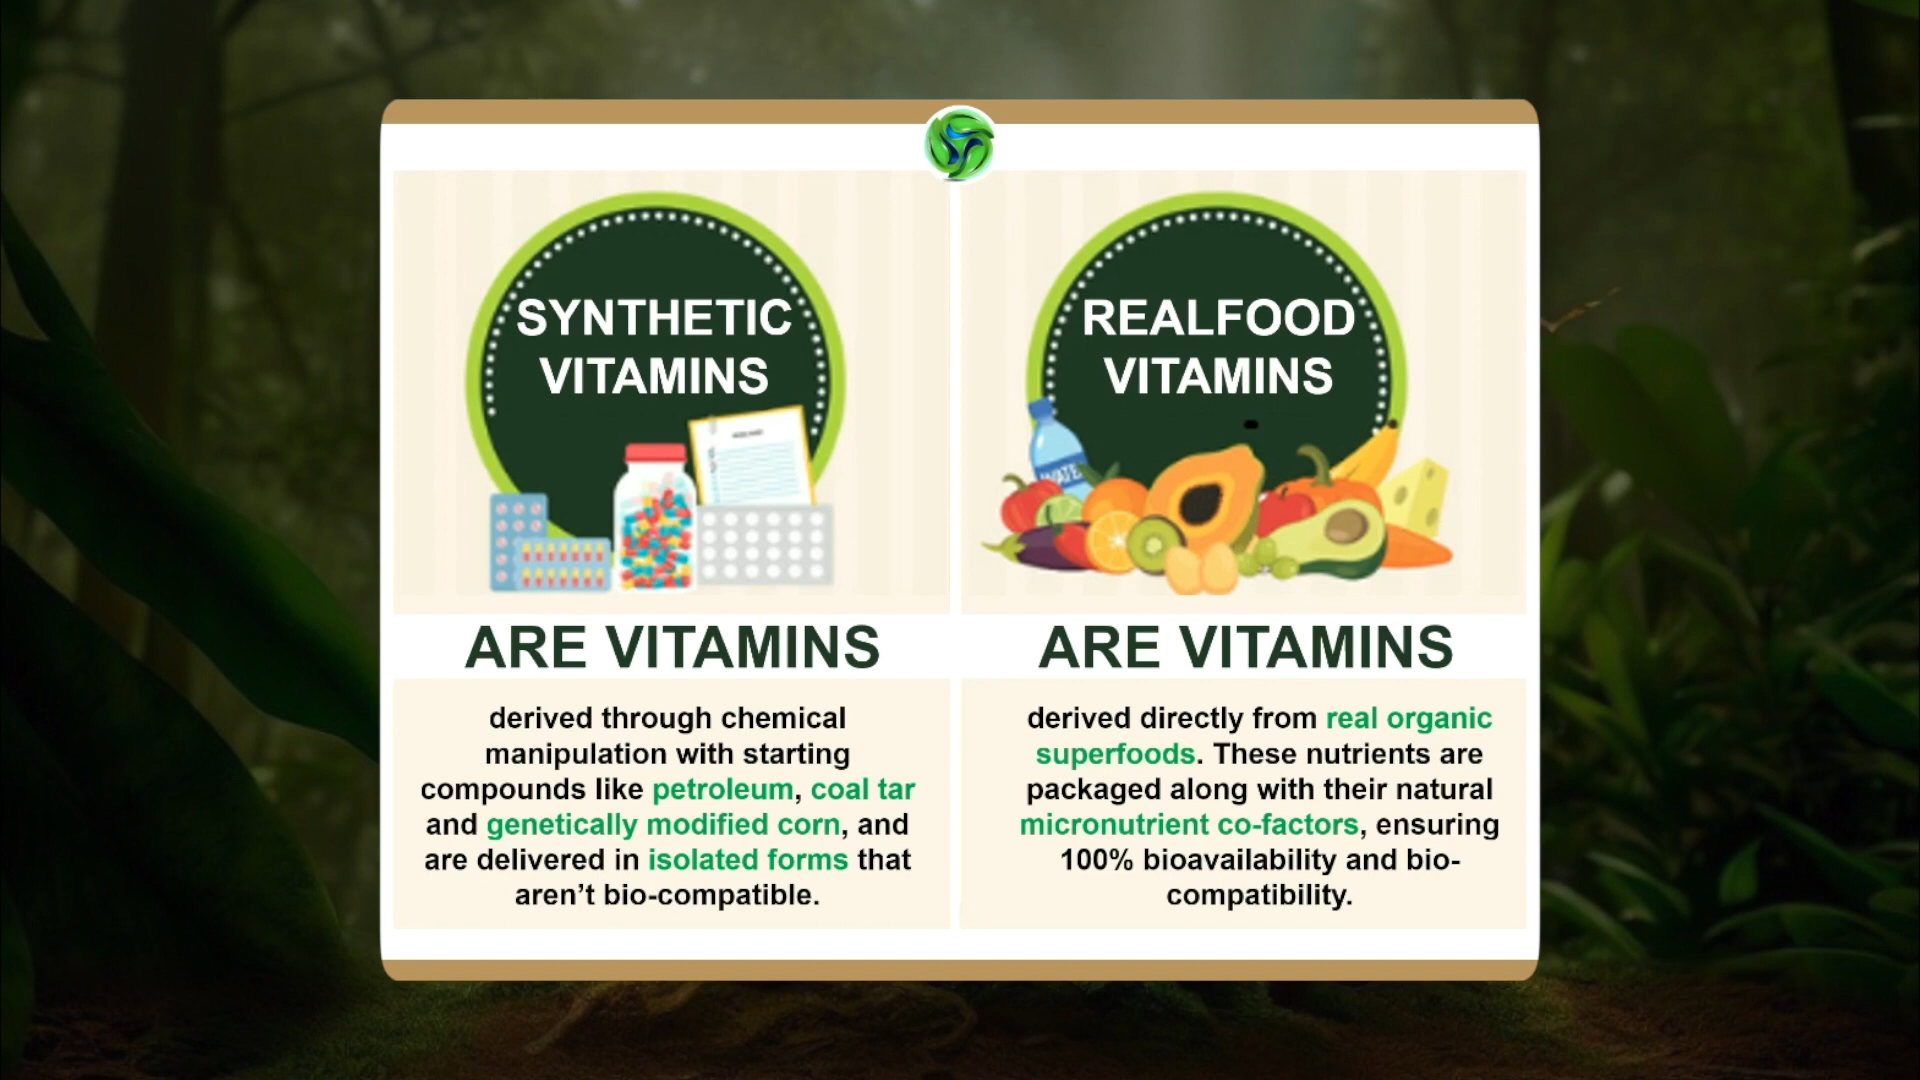 SYNTHETIC
VITAMINS
ARE VITAMINS
derived through chemical
manipulation with starting
compounds like petroleum, coal tar
and genetically modified corn, and
are delivered in isolated forms that
aren’t bio-compatible.
REALFOOD
VITAMINS
WATE
ARE VITAMINS
derived directly from real organic
superfoods. These nutrients are
packaged along with their natural
micronutrient co-factors, ensuring
100% bioavailability and bio-
compatibility.